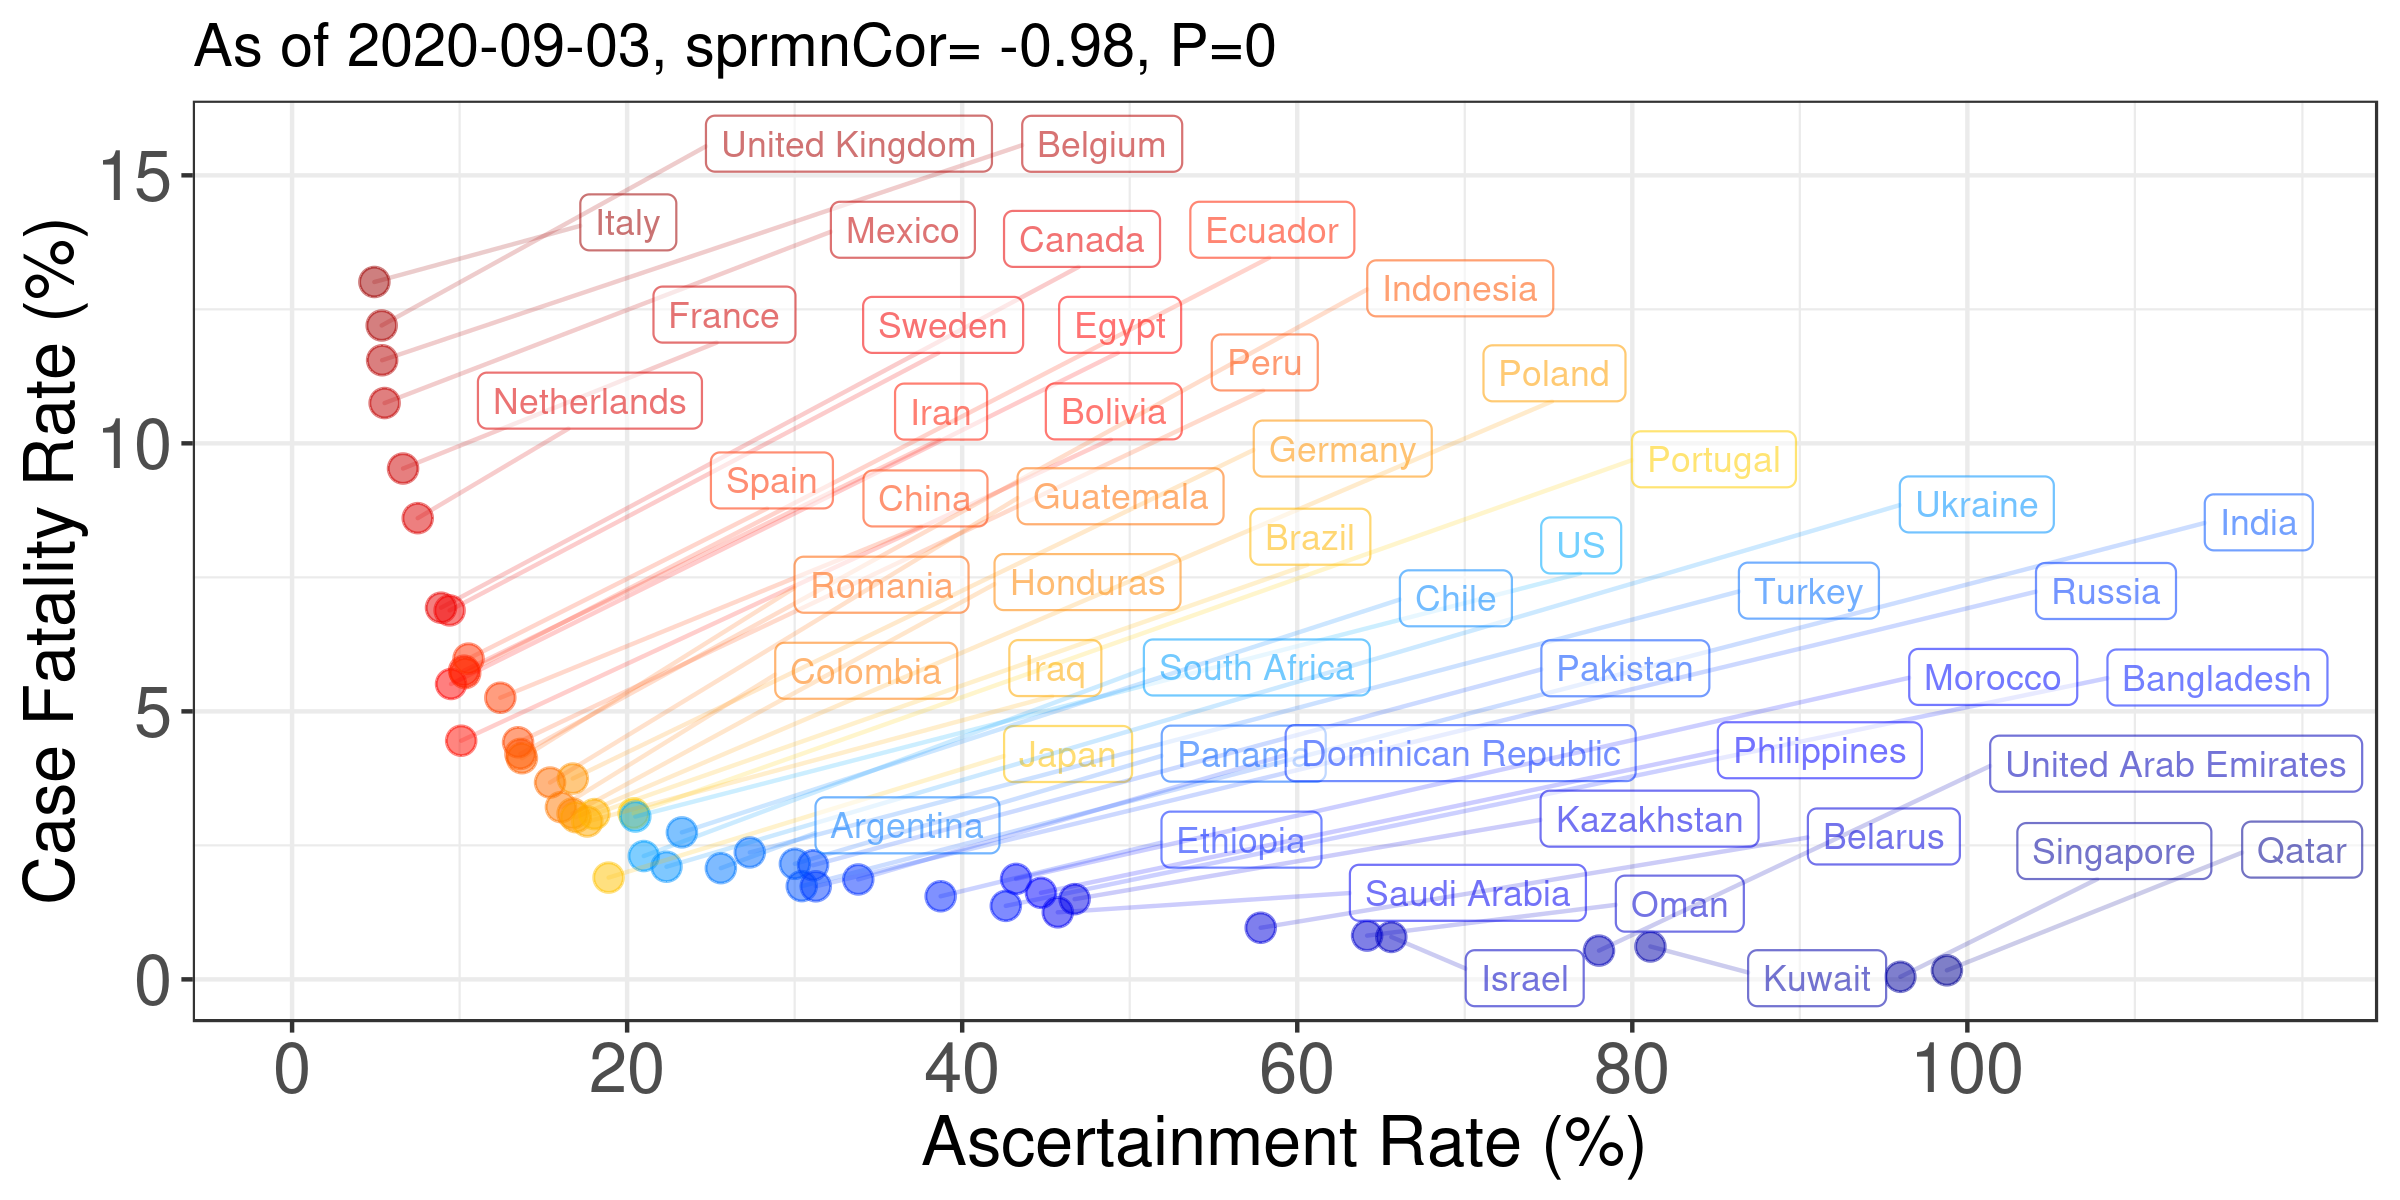 As of 2020-09-03, sprmnCor= -0.98, P=0
Case Fatality Rate (%)
15
10
5
0
United Kingdom
Belgium
Italy
Mexico
Canada
Ecuador
Indonesia
France
Sweden
Egypt
Peru
Poland
Netherlands
Iran
Bolivia
Germany
Portugal
Spain
China
Guatemala
Brazil
US
Ukraine
India
Romania
Honduras
Chile
Turkey
Russia
Colombia
Iraq
South Africa
Pakistan
Morocco
Bangladesh
Japan
Panama
Dominican Republic
Philippines
United Arab Emirates
Argentina
Ethiopia
Kazakhstan
Belarus
Singapore
Qatar
Saudi Arabia
Oman
Israel
Kuwait
0
20
40
60
80
100
Ascertainment Rate (%)